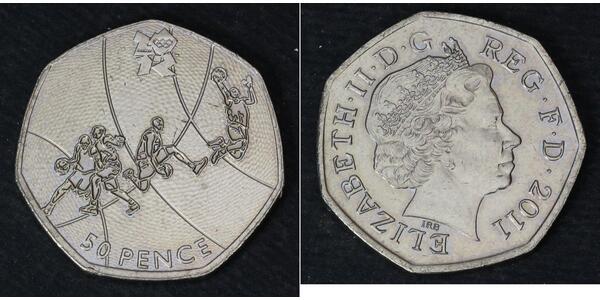 50 PENCE
ELIZABETH·II·D·G
REG·F·D·2011
IRB